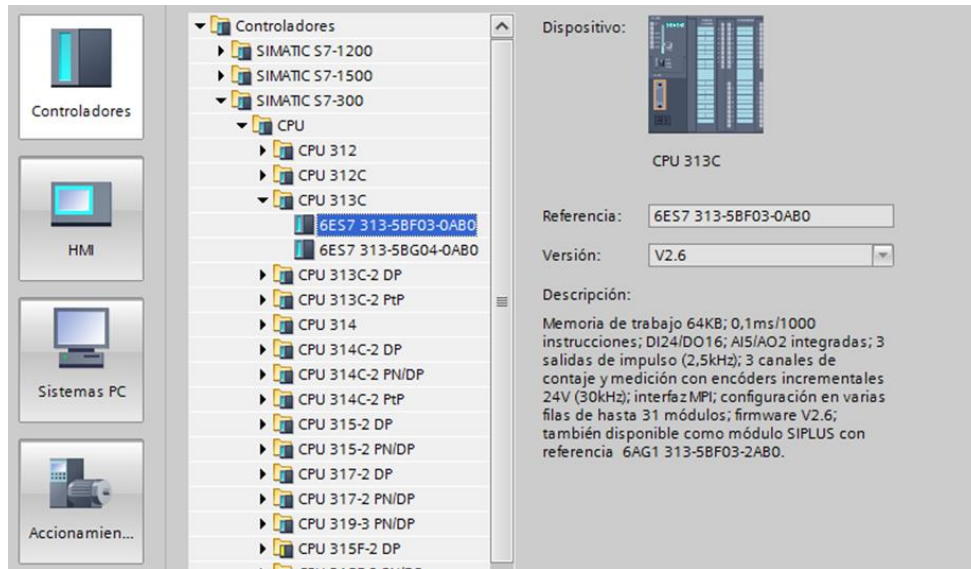 Controladores
HMI
Sistemas PC
Accionamien...
Controladores
SIMATIC S7-1200
SIMATIC S7-1500
SIMATIC S7-300
CPU
CPU 312
CPU 312C
CPU 313C
6ES7 313-5BF03-0AB0
6ES7 313-5BG04-0AB0
CPU 313C-2 DP
CPU 313C-2 PtP
CPU 314
CPU 314C-2 DP
CPU 314C-2 PN/DP
CPU 314C-2 PtP
CPU 315-2 DP
CPU 315-2 PN/DP
CPU 317-2 DP
CPU 317-2 PN/DP
CPU 319-3 PN/DP
CPU 315F-2 DP
Dispositivo:
CPU 313C
Referencia: 6ES7 313-5BF03-0AB0
Versión: V2.6
Descripción:
Memoria de trabajo 64KB; 0,1ms/1000
instrucciones; DI24/DO16; AI5/AO2 integradas; 3
salidas de impulso (2,5kHz); 3 canales de
contaje y medición con encóders incrementales
24V (30kHz); interfaz MPI; configuración en varias
filas de hasta 31 módulos; firmware V2.6;
también disponible como módulo SIPLUS con
referencia 6AG1 313-5BF03-2AB0.